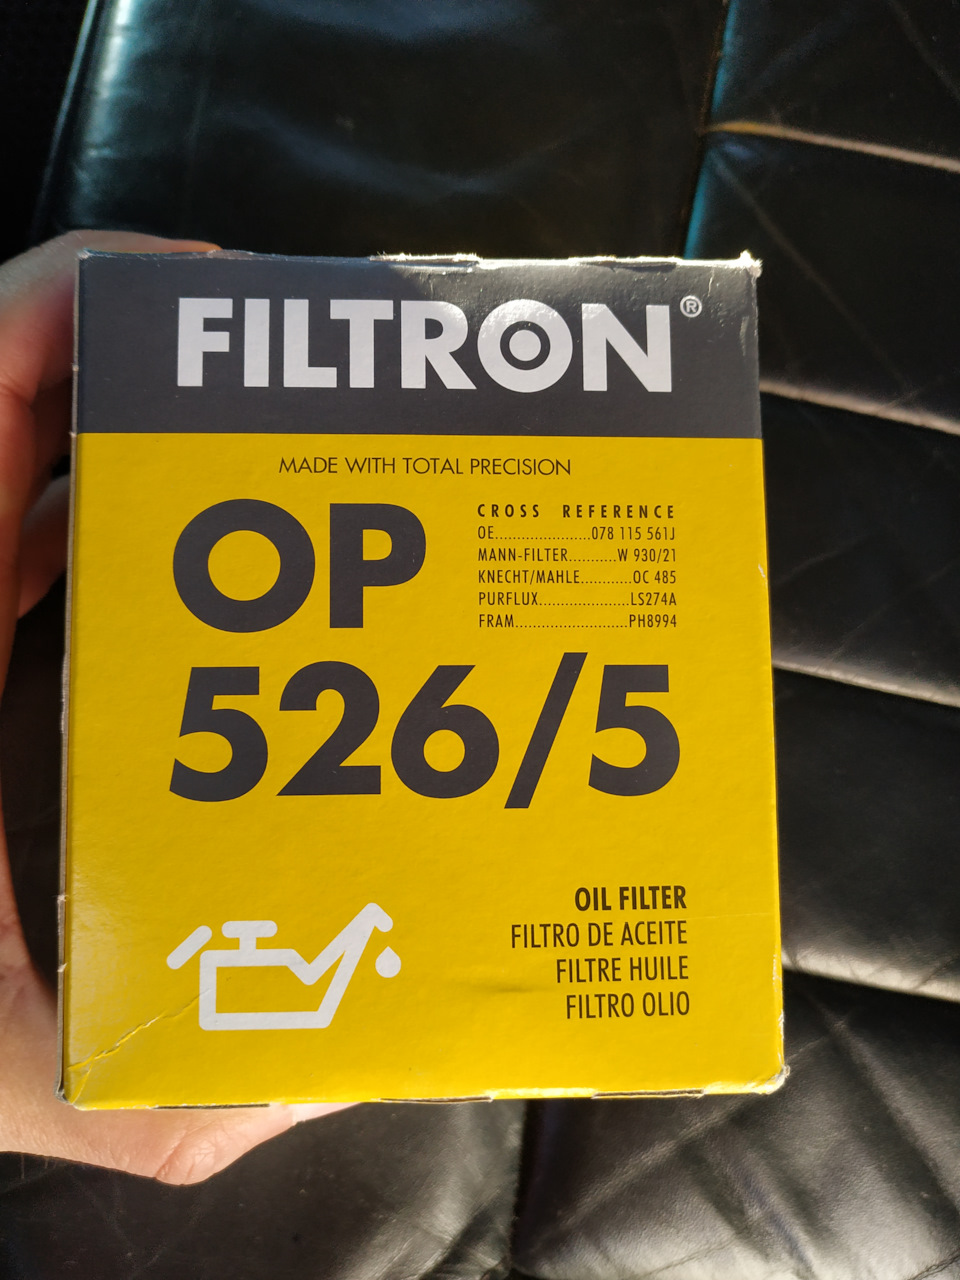 FILTRON®
MADE WITH TOTAL PRECISION
OP
526/5
CROSS REFERENCE
OE......................078 115 561J
MANN-FILTER...........W 930/21
KNECHT/MAHLE............OC 485
PURFLUX.....................LS274A
FRAM..........................PH8994
OIL FILTER
FILTRO DE ACEITE
FILTRE HUILE
FILTRO OLIO